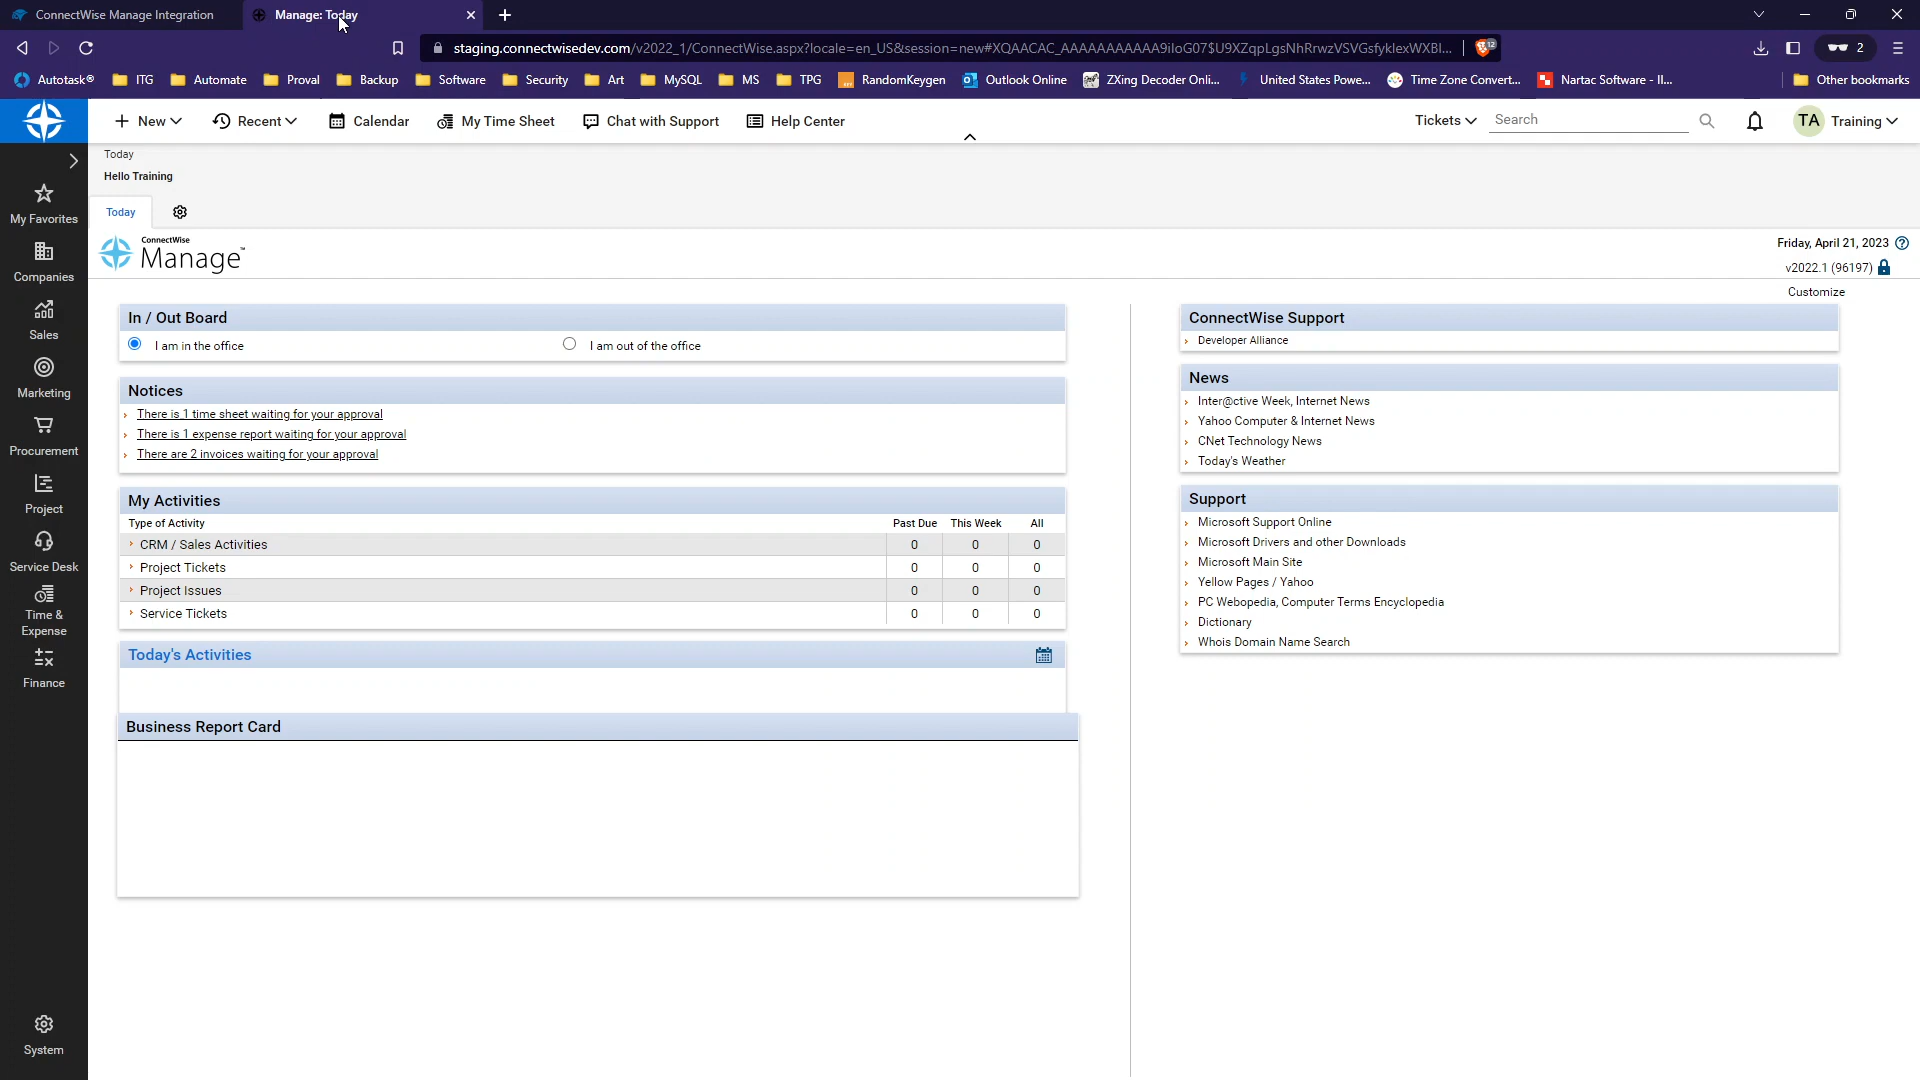 ConnectWise Manage Integration
Manage: Today
staging.connectwisedev.com/v2022_1/ConnectWise.aspx?locale=en_US&session=new#XQAACAC_AAAAAAAAAAA9iIoG07$U9XZqpLgsNhRrwzVSVGsfyklexWXBI...
12
2
Autotask®
ITG
Automate
Proval
Backup
Software
Security
Art
MySQL
MS
TPG
RandomKeygen
Outlook Online
ZXing Decoder Onli...
United States Powe...
Time Zone Convert...
Nartac Software - II...
Other bookmarks
New
Recent
Calendar
My Time Sheet
Chat with Support
Help Center
Tickets
Search
TA
Training
Today
Hello Training
Today
ConnectWise
Manage™
Friday, April 21, 2023
v2022.1 (96197)
Customize
My Favorites
Companies
Sales
Marketing
Procurement
Project
Service Desk
Time &
Expense
Finance
System
In / Out Board
I am in the office
I am out of the office
Notices
There is 1 time sheet waiting for your approval
There is 1 expense report waiting for your approval
There are 2 invoices waiting for your approval
My Activities
Type of Activity Past Due This Week All
CRM / Sales Activities 0 0 0
Project Tickets 0 0 0
Project Issues 0 0 0
Service Tickets 0 0 0
Today's Activities
Business Report Card
ConnectWise Support
Developer Alliance
News
Inter@ctive Week, Internet News
Yahoo Computer & Internet News
CNet Technology News
Today's Weather
Support
Microsoft Support Online
Microsoft Drivers and other Downloads
Microsoft Main Site
Yellow Pages / Yahoo
PC Webopedia, Computer Terms Encyclopedia
Dictionary
Whois Domain Name Search